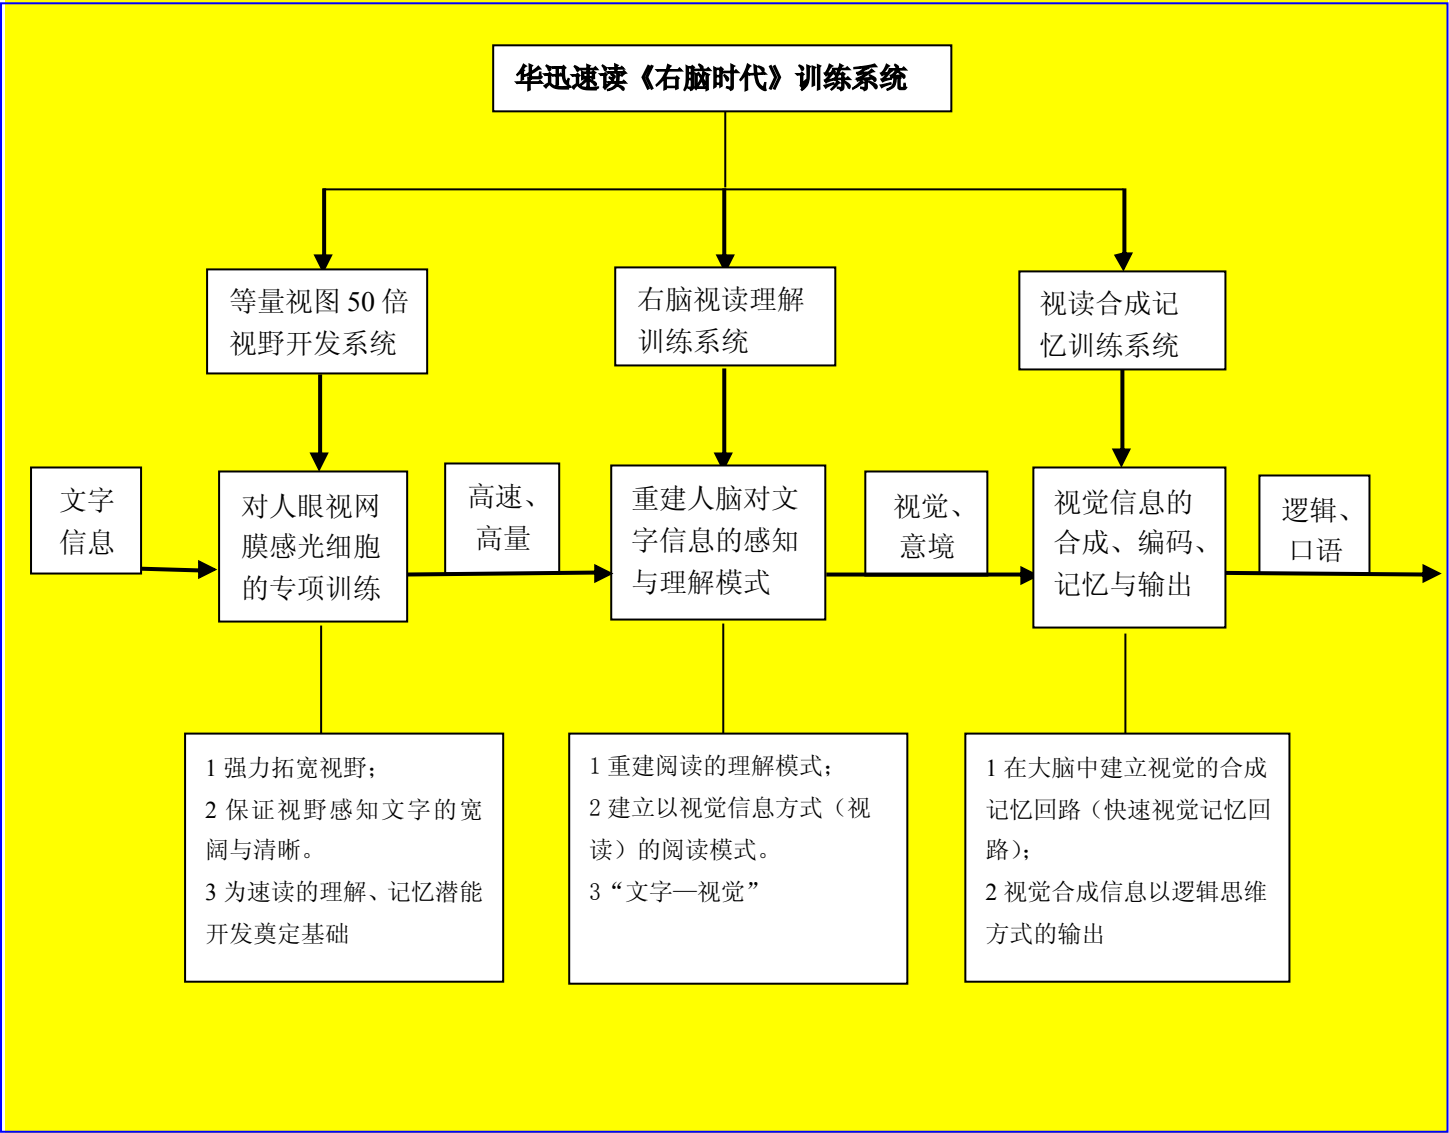 华迅速读《右脑时代》训练系统
等量视图 50 倍
视野开发系统
右脑视读理解
训练系统
视读合成记
忆训练系统
文字
信息
对人眼视网
膜感光细胞
的专项训练
高速、
高量
重建人脑对文
字信息的感知
与理解模式
视觉、
意境
视觉信息的
合成、编码、
记忆与输出
逻辑、
口语
1 强力拓宽视野；
2 保证视野感知文字的宽
阔与清晰。
3 为速读的理解、记忆潜能
开发奠定基础
1 重建阅读的理解模式；
2 建立以视觉信息方式（视
读）的阅读模式。
3“文字—视觉”
1 在大脑中建立视觉的合成
记忆回路（快速视觉记忆回
路）；
2 视觉合成信息以逻辑思维
方式的输出